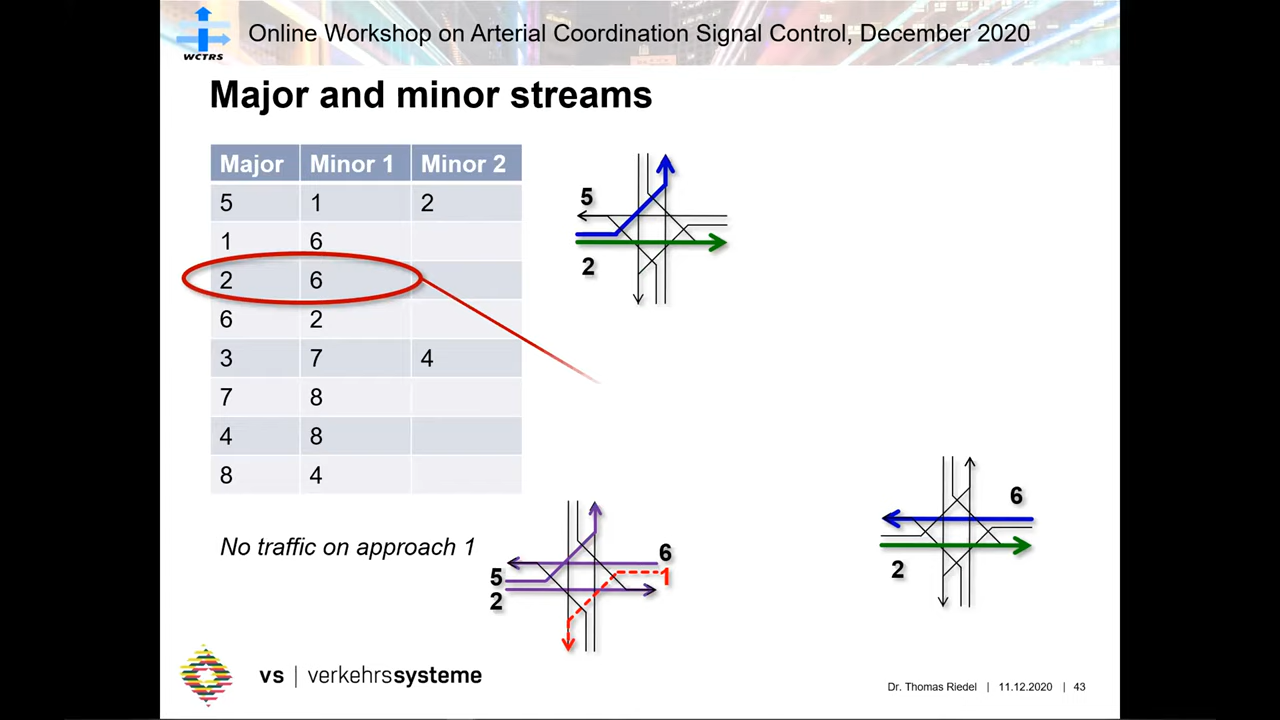 Online Workshop on Arterial Coordination Signal Control, December 2020
WCTRS
Major and minor streams
Major Minor 1 Minor 2
5 1 2
1 6
2 6
6 2
3 7 4
7 8
4 8
8 4
5
2
No traffic on approach 1
6
5
1
2
6
2
vs | verkehrssysteme
Dr. Thomas Riedel | 11.12.2020 | 43